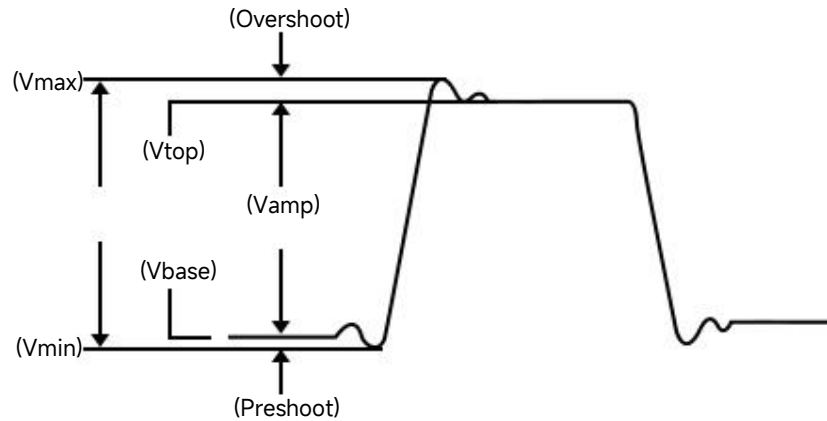 (Overshoot)
(Vmax)
(Vtop)
(Vamp)
(Vbase)
(Vmin)
(Preshoot)